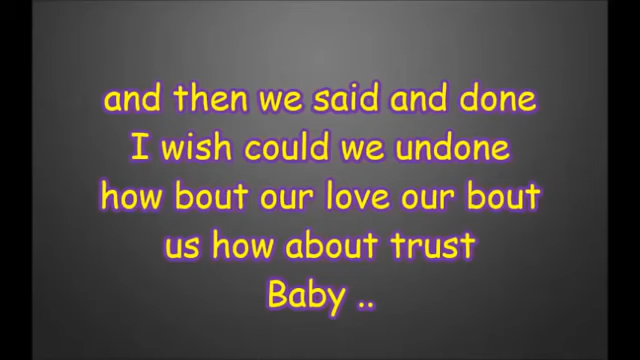 and then we said and done
I wish could we undone
how bout our love our bout
us how about trust
Baby ..